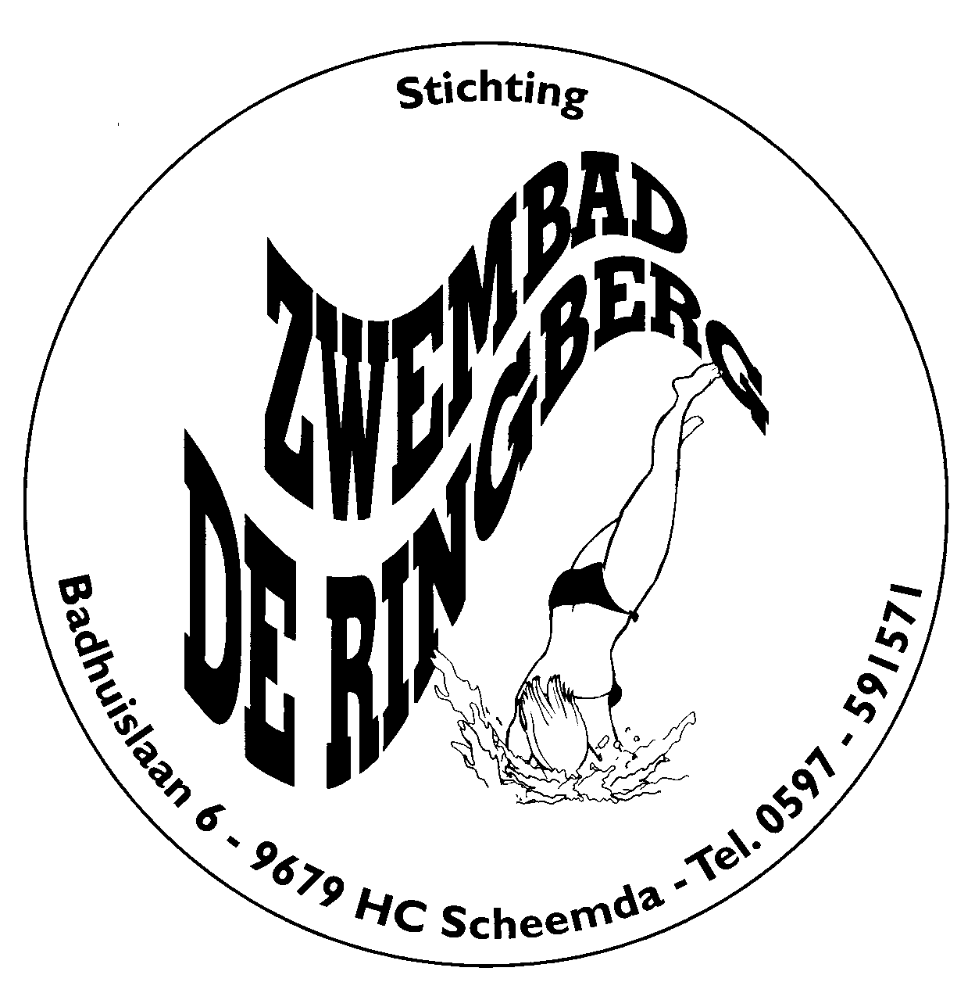 Stichting
ZWEMBAD
DE RINGBERG
Badhuislaan 6 - 9679 HC Scheemda - Tel. 0597 - 591571